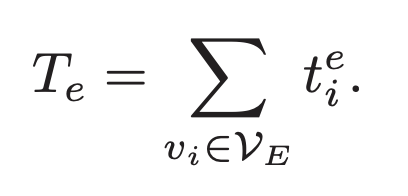 $T_e = \sum_{v_i \in \mathcal{V}_E} t_i^e.$